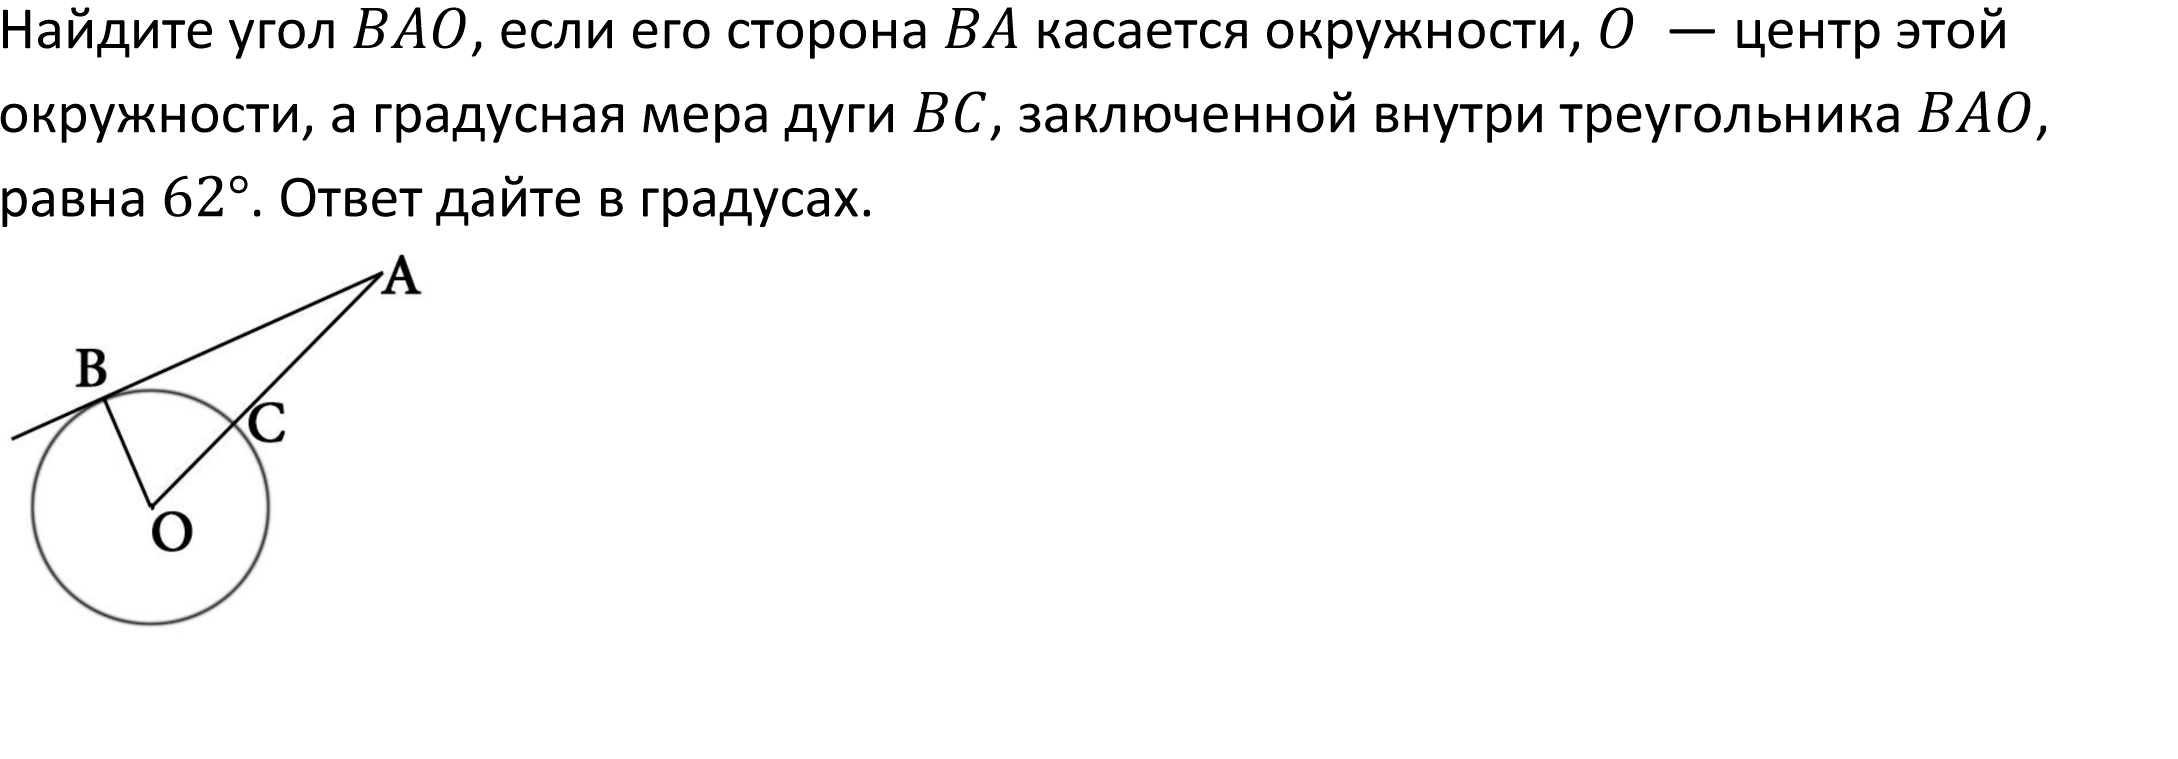 Найдите угол BAO, если его сторона BA касается окружности, O — центр этой
окружности, а градусная мера дуги BC, заключенной внутри треугольника BAO,
равна 62°. Ответ дайте в градусах.
A
B
C
O